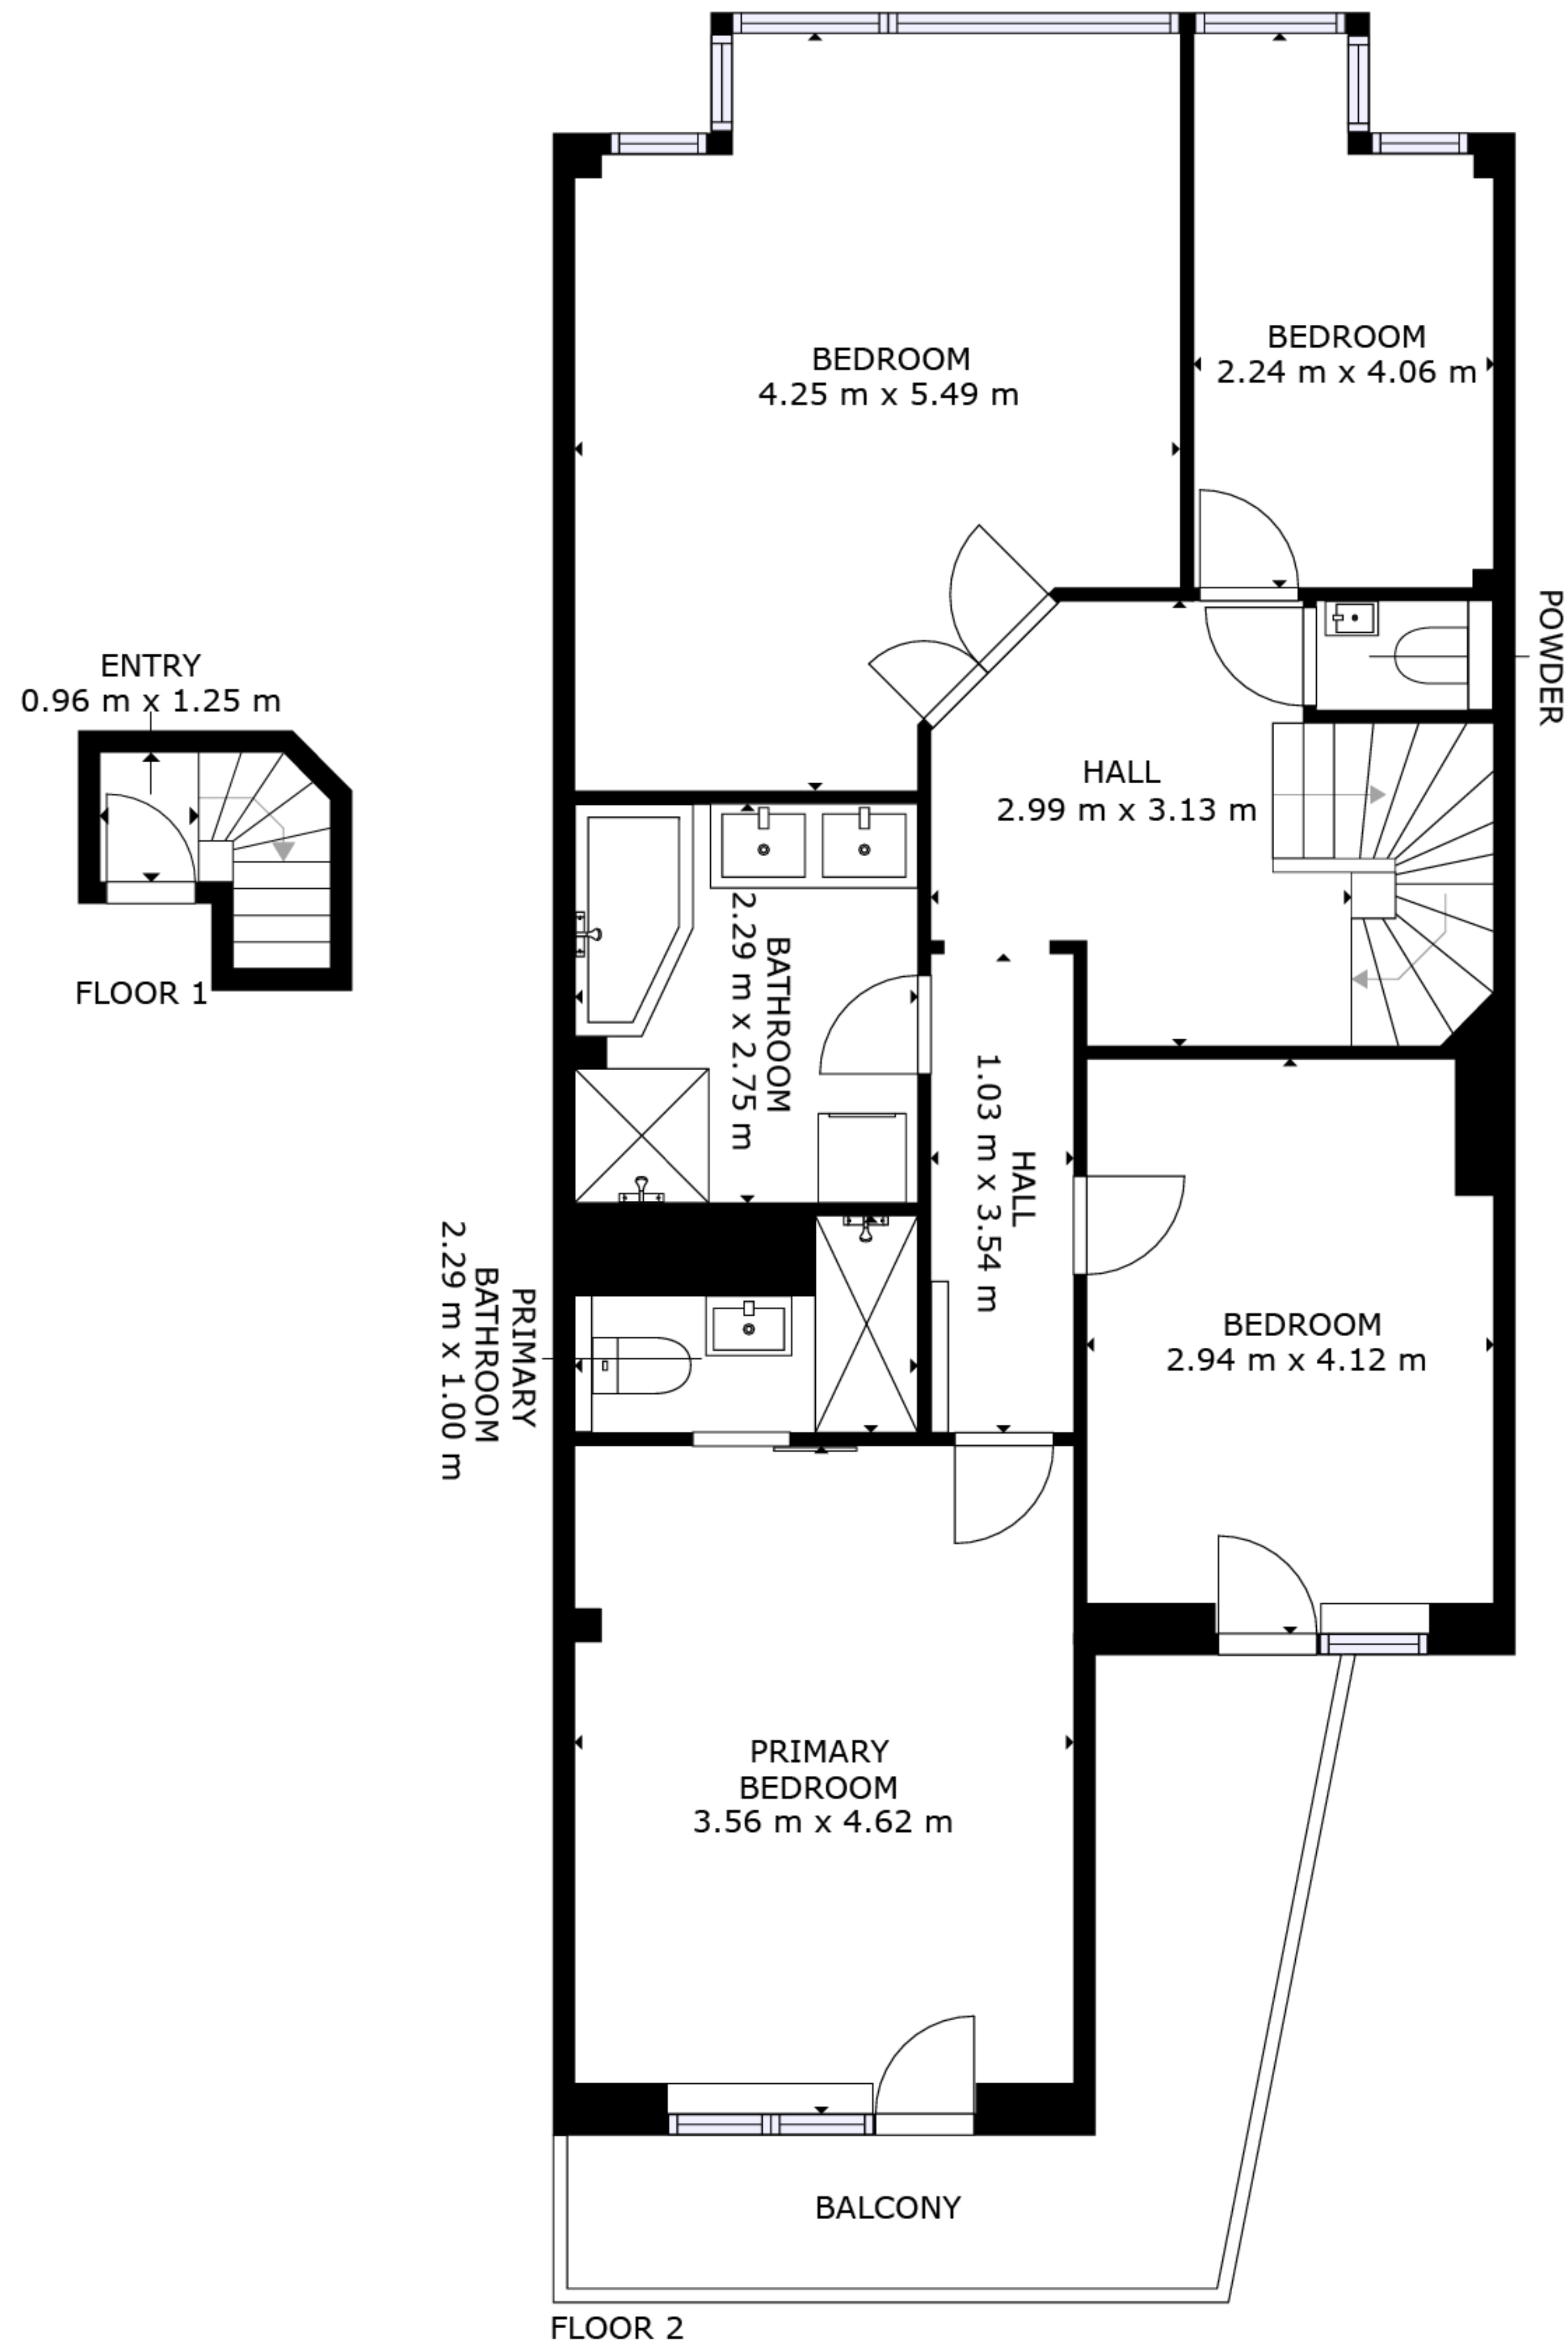 BEDROOM
4.25 m x 5.49 m
BEDROOM
2.24 m x 4.06 m
POWDER
ENTRY
0.96 m x 1.25 m
FLOOR 1
HALL
2.99 m x 3.13 m
BATHROOM
2.29 m x 2.75 m
HALL
1.03 m x 3.54 m
PRIMARY
BATHROOM
2.29 m x 1.00 m
BEDROOM
2.94 m x 4.12 m
PRIMARY
BEDROOM
3.56 m x 4.62 m
BALCONY
FLOOR 2